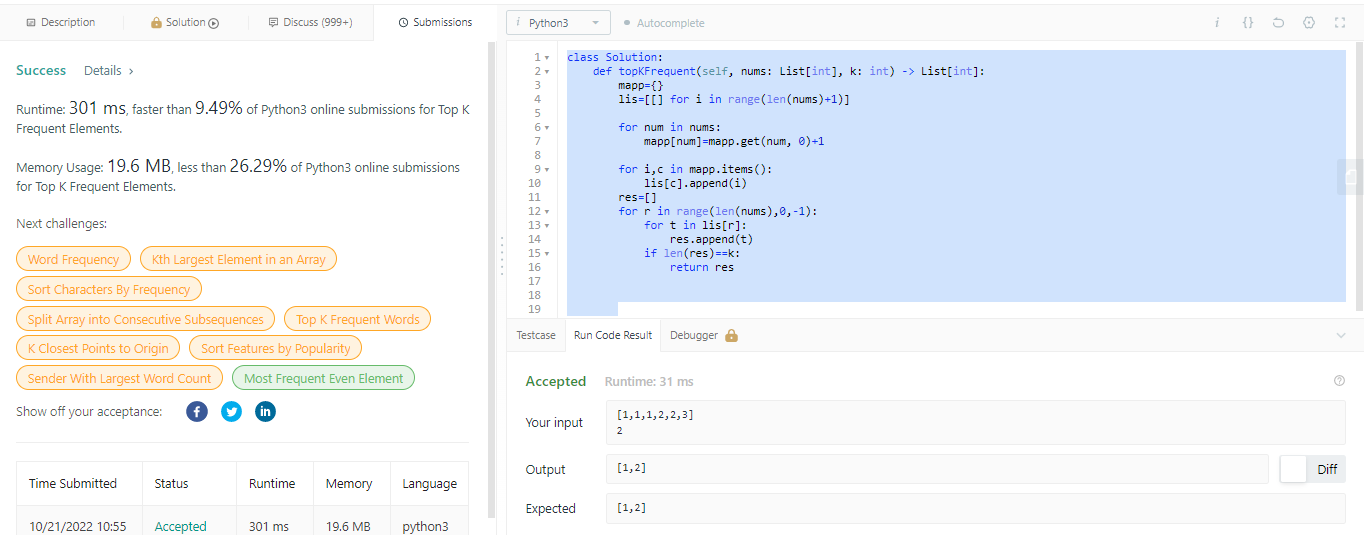 Description
Solution
Discuss (999+)
Submissions
Success Details ›
Runtime: 301 ms, faster than 9.49% of Python3 online submissions for Top K
Frequent Elements.
Memory Usage: 19.6 MB, less than 26.29% of Python3 online submissions
for Top K Frequent Elements.
Next challenges:
Word Frequency
Kth Largest Element in an Array
Sort Characters By Frequency
Split Array into Consecutive Subsequences
Top K Frequent Words
K Closest Points to Origin
Sort Features by Popularity
Sender With Largest Word Count
Most Frequent Even Element
Show off your acceptance:
f
in
Time Submitted Status Runtime Memory Language
10/21/2022 10:55 Accepted 301 ms 19.6 MB python3
i Python3
Autocomplete
i {}
1 class Solution:
2     def topKFrequent(self, nums: List[int], k: int) -> List[int]:
3         mapp={}
4         lis=[[] for i in range(len(nums)+1)]
5
6         for num in nums:
7             mapp[num]=mapp.get(num, 0)+1
8
9         for i,c in mapp.items():
10             lis[c].append(i)
11         res=[]
12         for r in range(len(nums),0,-1):
13             for t in lis[r]:
14                 res.append(t)
15             if len(res)==k:
16                 return res
17
18
19
Testcase
Run Code Result
Debugger
Accepted Runtime: 31 ms
Your input
[1,1,1,2,2,3]
2
Output
[1,2]
Diff
Expected
[1,2]